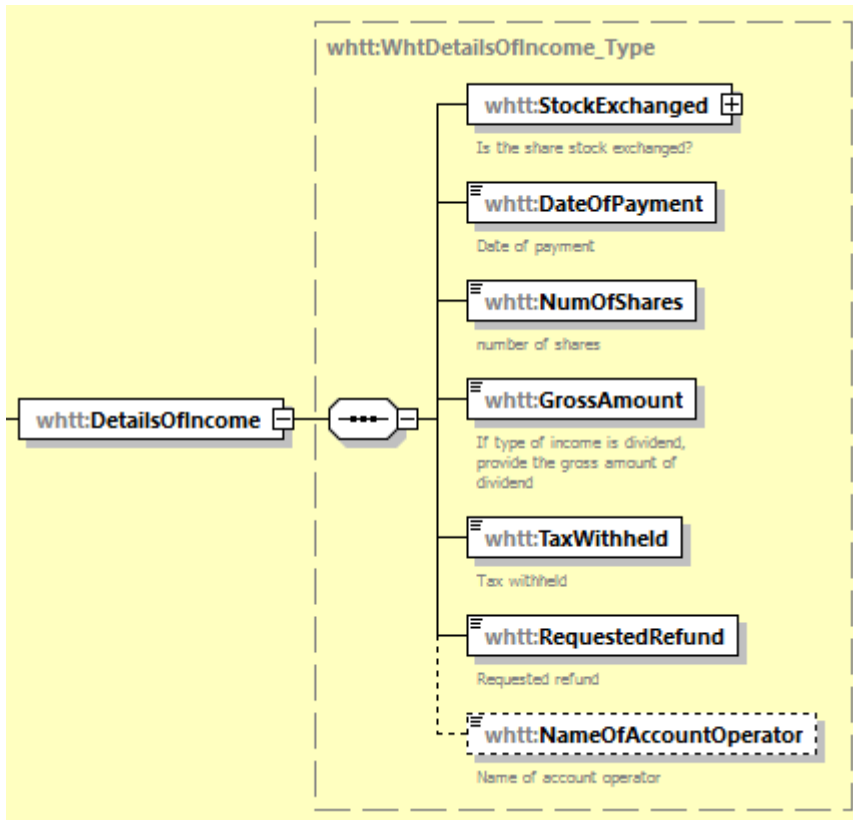 whtt:WhtDetailsOfIncome_Type
whtt:StockExchanged
Is the share stock exchanged?
whtt:DateOfPayment
Date of payment
whtt:NumOfShares
number of shares
whtt:DetailsOfIncome
whtt:GrossAmount
If type of income is dividend,
provide the gross amount of
dividend
whtt:TaxWithheld
Tax withheld
whtt:RequestedRefund
Requested refund
whtt:NameOfAccountOperator
Name of account operator